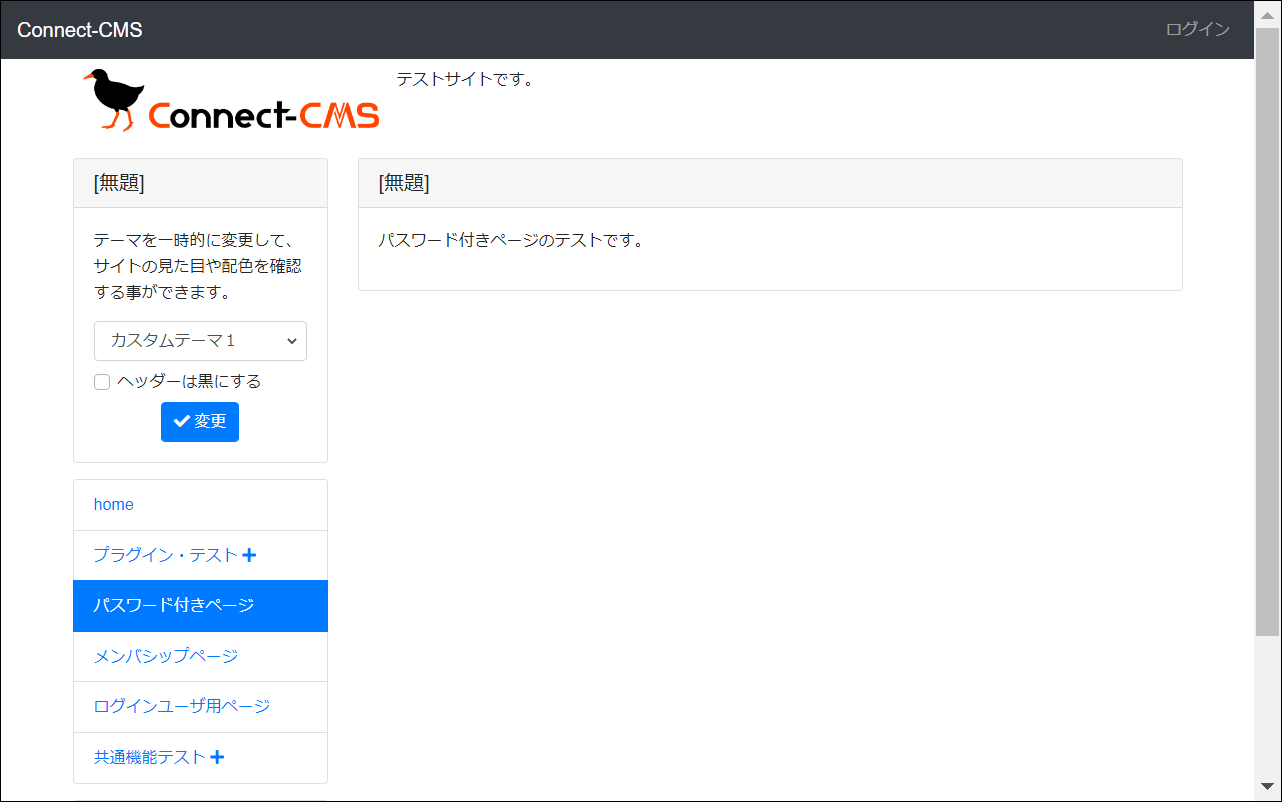 Connect-CMS
ログイン
Connect-CMS
テストサイトです。
[無題]
テーマを一時的に変更して、
サイトの見た目や配色を確認
する事ができます。
カスタムテーマ１
ヘッダーは黒にする
変更
home
プラグイン・テスト
パスワード付きページ
メンバシップページ
ログインユーザ用ページ
共通機能テスト
[無題]
パスワード付きページのテストです。